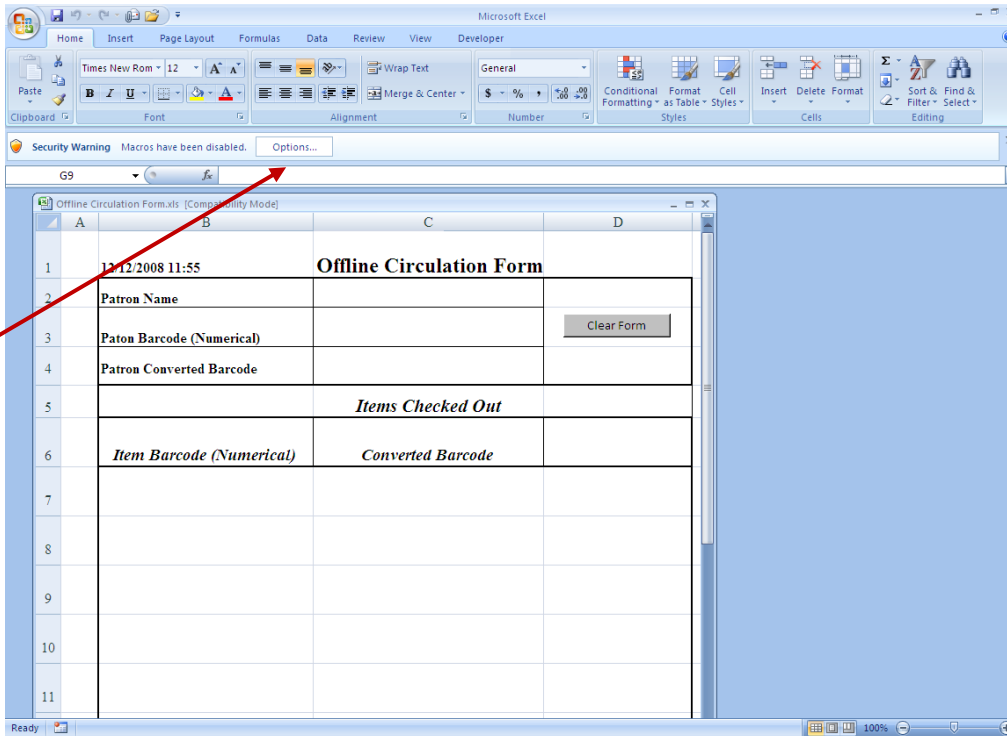 Microsoft Excel
Home Insert Page Layout Formulas Data Review View Developer
Times New Rom 12 A A Wrap Text General Σ
Paste B I U A Merge & Center $ % , .0 .00 .00 .0 Conditional Formatting Format as Table Cell Styles Insert Delete Format Sort & Filter Find & Select
Clipboard Font Alignment Number Styles Cells Editing
Security Warning Macros have been disabled. Options...
G9 fx
Offline Circulation Form.xls [Compatibility Mode]
A B C D
1 12/12/2008 11:55 Offline Circulation Form
2 Patron Name
3 Paton Barcode (Numerical) Clear Form
4 Patron Converted Barcode
5 Items Checked Out
6 Item Barcode (Numerical) Converted Barcode
7
8
9
10
11
Ready 100%